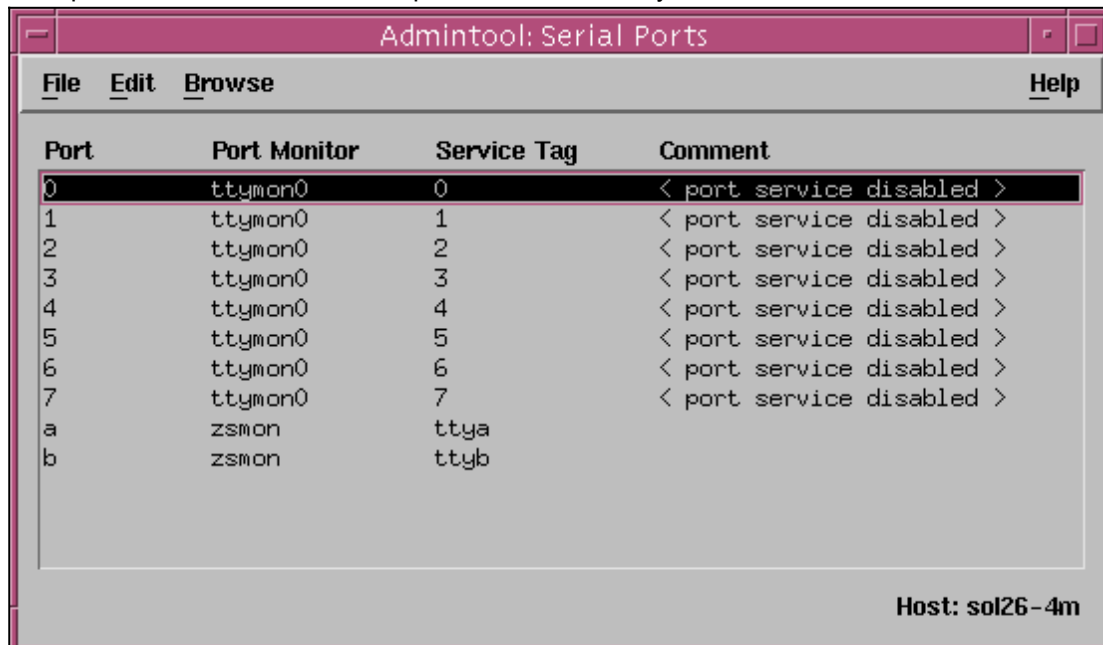 Admintool: Serial Ports
File Edit Browse Help
Port Port Monitor Service Tag Comment
0 ttymon0 0 < port service disabled >
1 ttymon0 1 < port service disabled >
2 ttymon0 2 < port service disabled >
3 ttymon0 3 < port service disabled >
4 ttymon0 4 < port service disabled >
5 ttymon0 5 < port service disabled >
6 ttymon0 6 < port service disabled >
7 ttymon0 7 < port service disabled >
a zsmon ttya
b zsmon ttyb
Host: sol26-4m